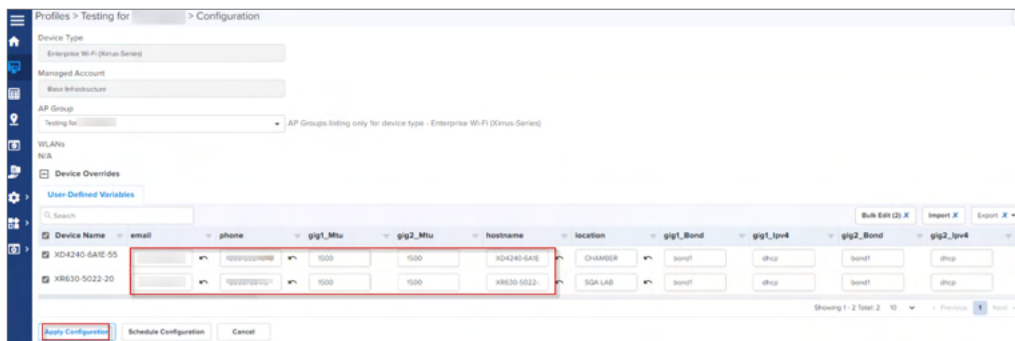 Profiles > Testing for > Configuration
Device Type
Enterprise Wi-Fi (Xirrus-Series)
Managed Account
Base Infrastructure
AP Group
Testing for
AP Groups listing only for device type - Enterprise Wi-Fi (Xirrus-Series)
WLANs
N/A
Device Overrides
User-Defined Variables
Search
Bulk Edit (2) Import Export
Device Name email phone gig1_Mtu gig2_Mtu hostname location gig1_Bond gig1_Ipv4 gig2_Bond gig2_Ipv4
XD4240-6A1E-55 1500 1500 XD4240-6A1E CHAMBER bond1 dhcp bond1 dhcp
XR630-5022-20 1500 1500 XR630-5022- SQA LAB bond1 dhcp bond1 dhcp
Showing 1 - 2 Total: 2 10 < Previous 1 Next >
Apply Configuration Schedule Configuration Cancel